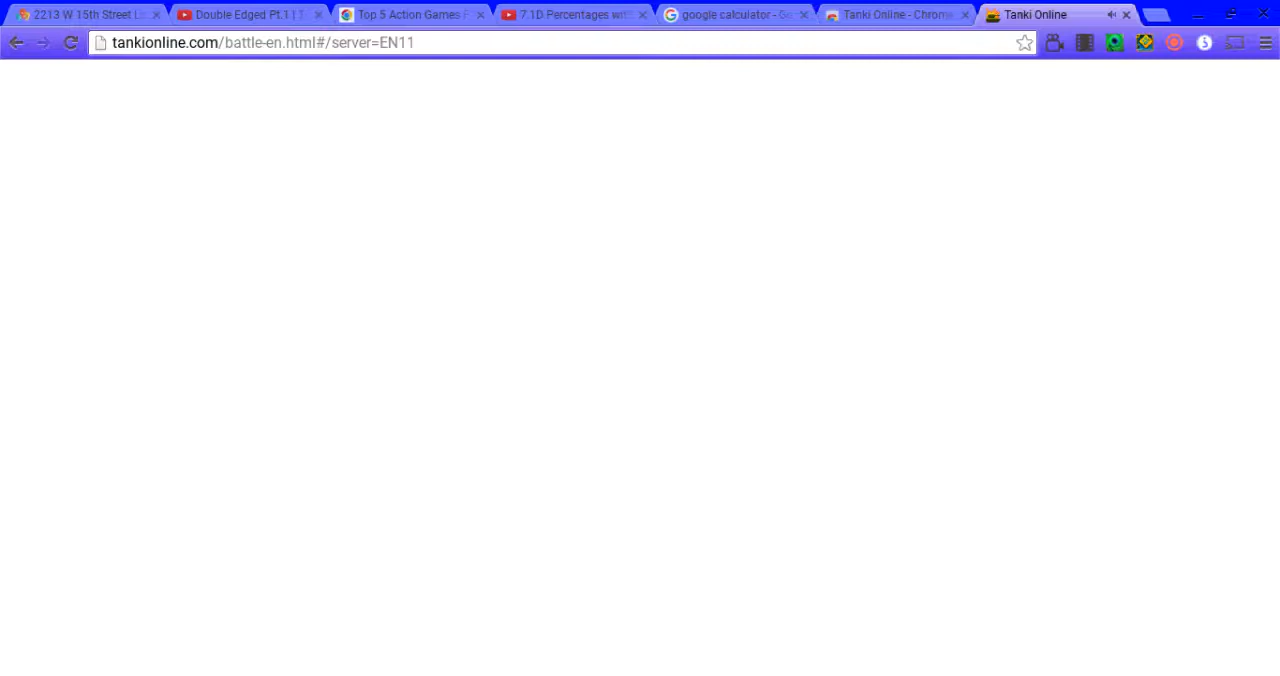 2213 W 15th Street
Double Edged Pt.1 |
Top 5 Action Games
7.1D Percentages
google calculator - Go
Tanki Online - Chrome
Tanki Online
tankionline.com/battle-en.html#/server=EN11